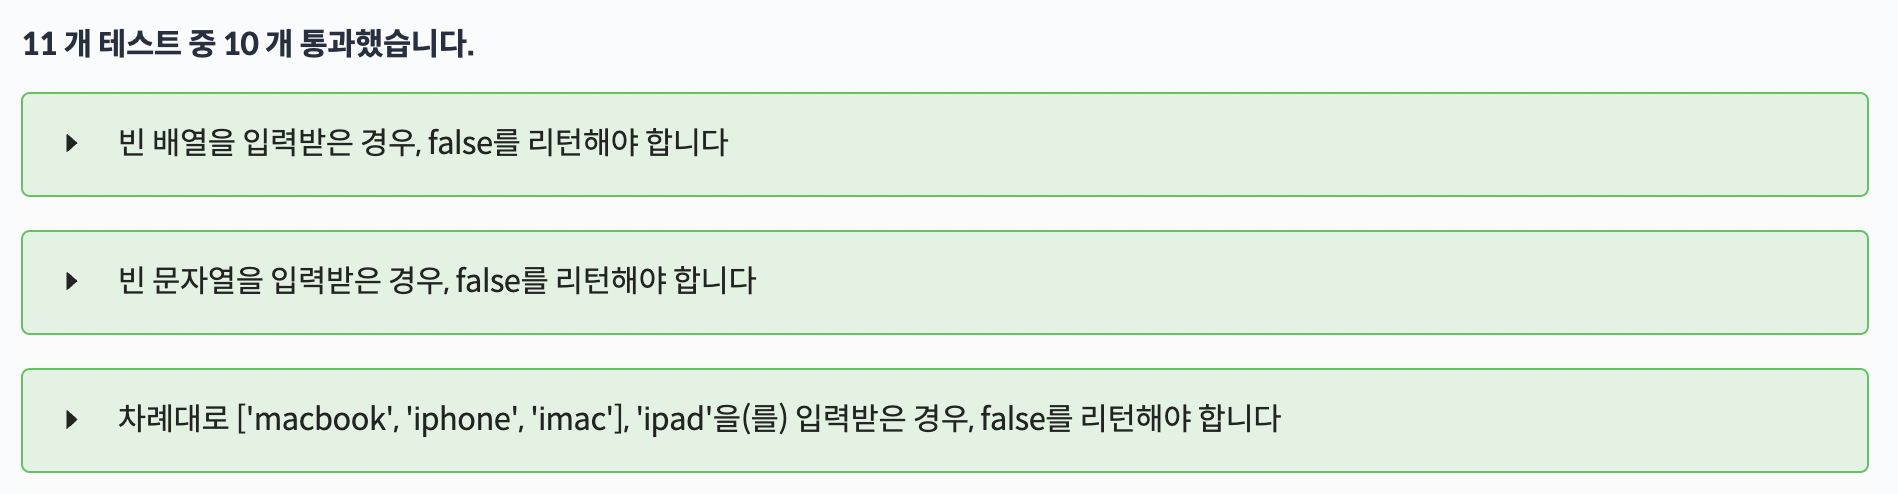 11 개 테스트 중 10 개 통과했습니다.
빈 배열을 입력받은 경우, false를 리턴해야 합니다
빈 문자열을 입력받은 경우, false를 리턴해야 합니다
차례대로 ['macbook', 'iphone', 'imac'], 'ipad'을(를) 입력받은 경우, false를 리턴해야 합니다